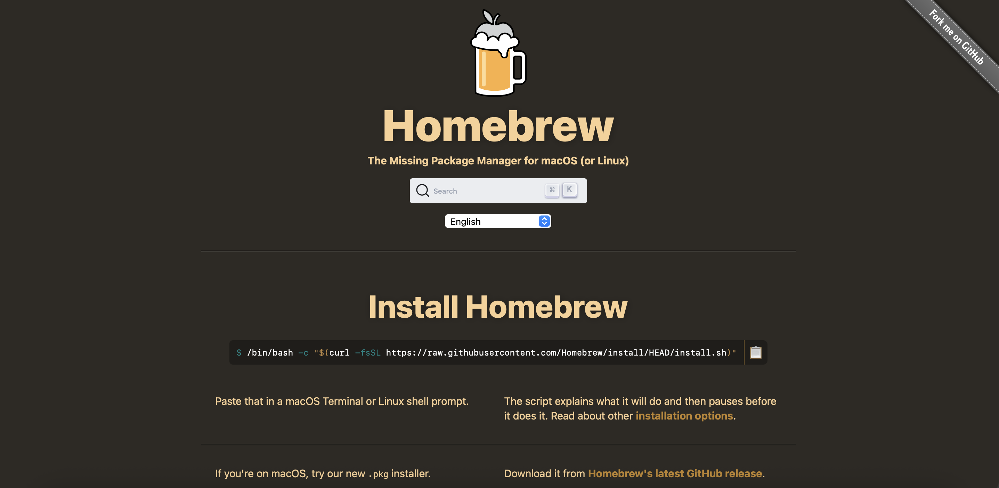 Fork me on GitHub
Homebrew
The Missing Package Manager for macOS (or Linux)
Search ⌘ K
English
Install Homebrew
$ /bin/bash -c "$(curl -fsSL https://raw.githubusercontent.com/Homebrew/install/HEAD/install.sh)"
Paste that in a macOS Terminal or Linux shell prompt.
The script explains what it will do and then pauses before
it does it. Read about other installation options.
If you're on macOS, try our new .pkg installer.
Download it from Homebrew's latest GitHub release.